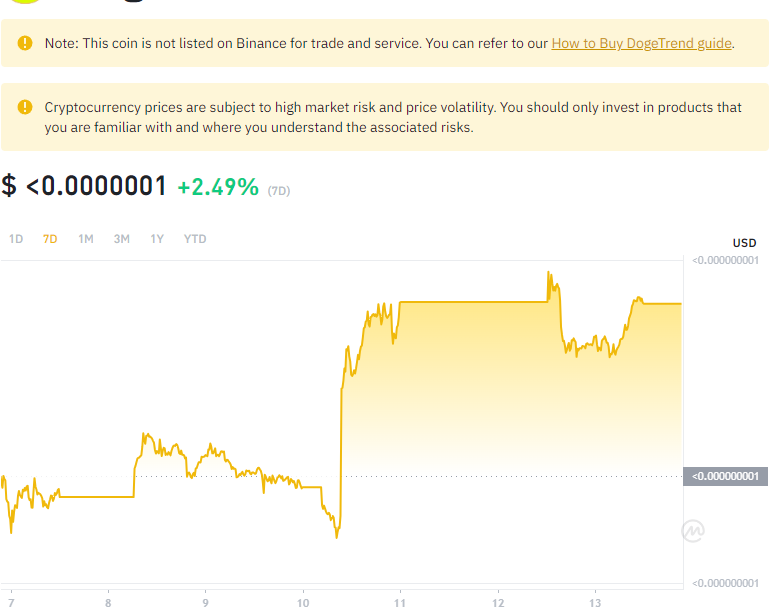 Note: This coin is not listed on Binance for trade and service. You can refer to our How to Buy DogeTrend guide.
Cryptocurrency prices are subject to high market risk and price volatility. You should only invest in products that
you are familiar with and where you understand the associated risks.
$ <0.0000001 +2.49% (7D)
1D 7D 1M 3M 1Y YTD
USD
<0.000000001
<0.000000001
<0.000000001
7 8 9 10 11 12 13